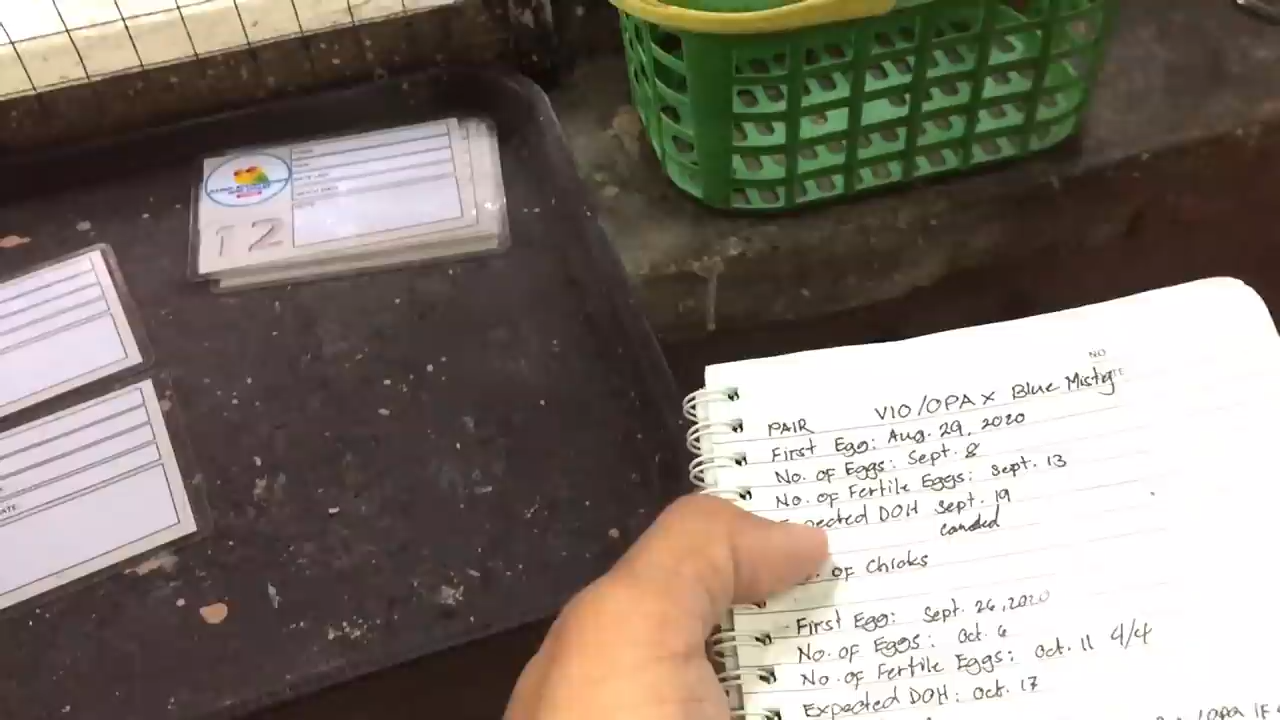 12
NO
PAIR VIO/OPA X Blue Misty
First Egg: Aug. 29, 2020
No. of Eggs: Sept. 8
No. of Fertile Eggs: Sept. 13
pected DOH Sept. 19
candled
. of Chicks
First Egg: Sept. 26, 2020
No. of Eggs: Oct. 6
No. of Fertile Eggs: Oct. 11 4/4
Expected DOH: Oct. 17